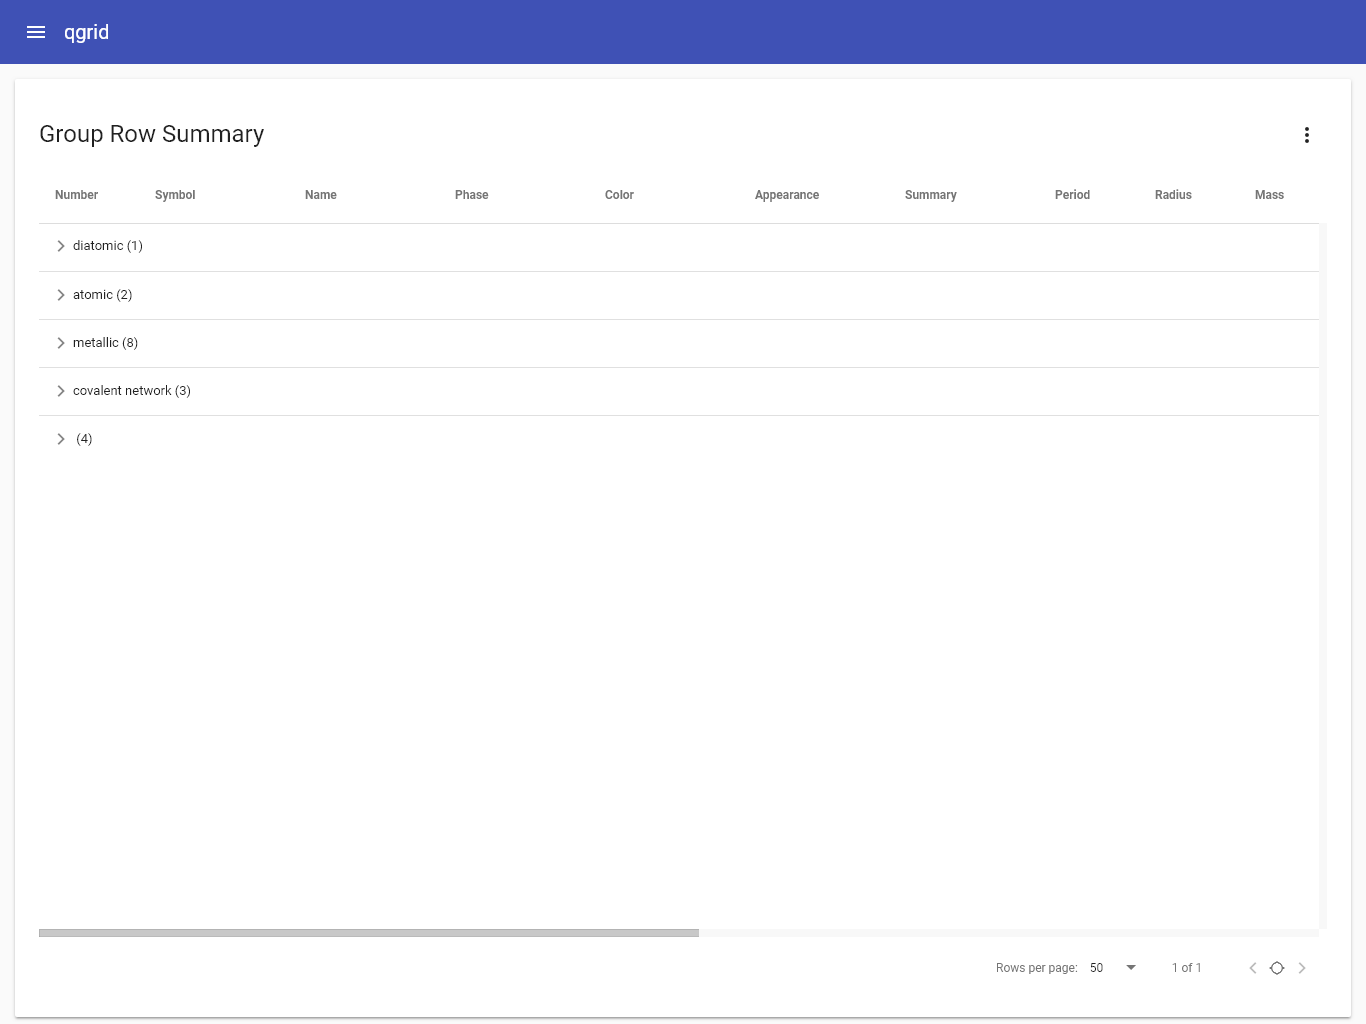 qgrid
Group Row Summary
Number Symbol Name Phase Color Appearance Summary Period Radius Mass
diatomic (1)
atomic (2)
metallic (8)
covalent network (3)
(4)
Rows per page: 50 1 of 1